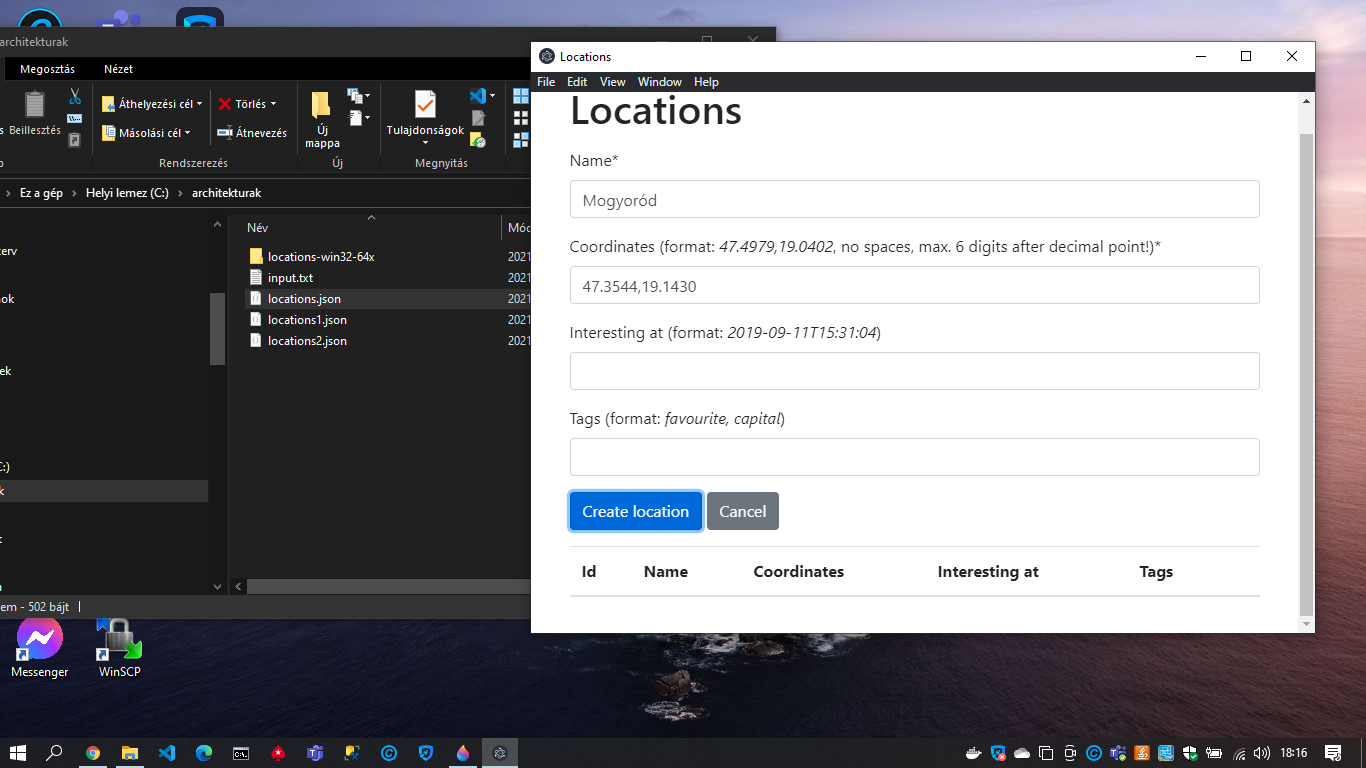 architekturak
Megosztás
Nézet
Beillesztés
Áthelyezési cél
Másolási cél
Törlés
Átnevezés
Rendszerezés
Új
mappa
Új
Tulajdonságok
Megnyitás
Ez a gép
Helyi lemez (C:)
architekturak
Név
locations-win32-64x
2021
input.txt
2021
locations.json
2021
locations1.json
2021
locations2.json
2021
502 bájt
Messenger
WinSCP
Locations
File Edit View Window Help
Locations
Name*
Mogyoród
Coordinates (format: 47.4979,19.0402, no spaces, max. 6 digits after decimal point!)*
47.3544,19.1430
Interesting at (format: 2019-09-11T15:31:04)
Tags (format: favourite, capital)
Create location
Cancel
Id Name Coordinates Interesting at Tags
18:16